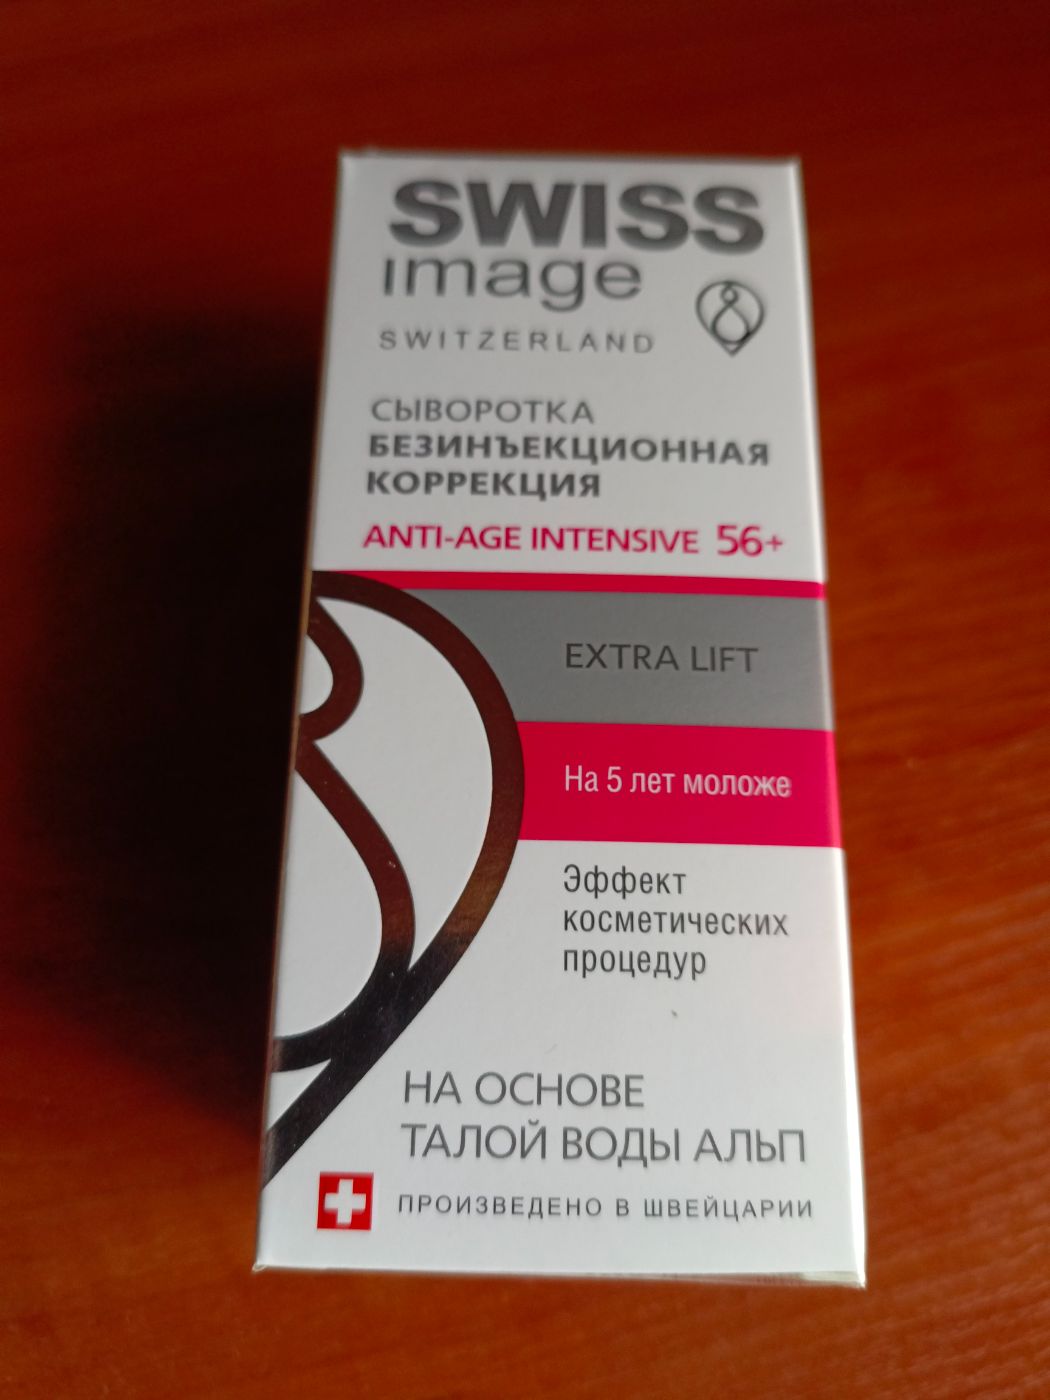 SWISS
image
SWITZERLAND
СЫВОРОТКА
БЕЗИНЪЕКЦИОННАЯ
КОРРЕКЦИЯ
ANTI-AGE INTENSIVE 56+
EXTRA LIFT
На 5 лет моложе
Эффект
косметических
процедур
НА ОСНОВЕ
ТАЛОЙ ВОДЫ АЛЬП
ПРОИЗВЕДЕНО В ШВЕЙЦАРИИ